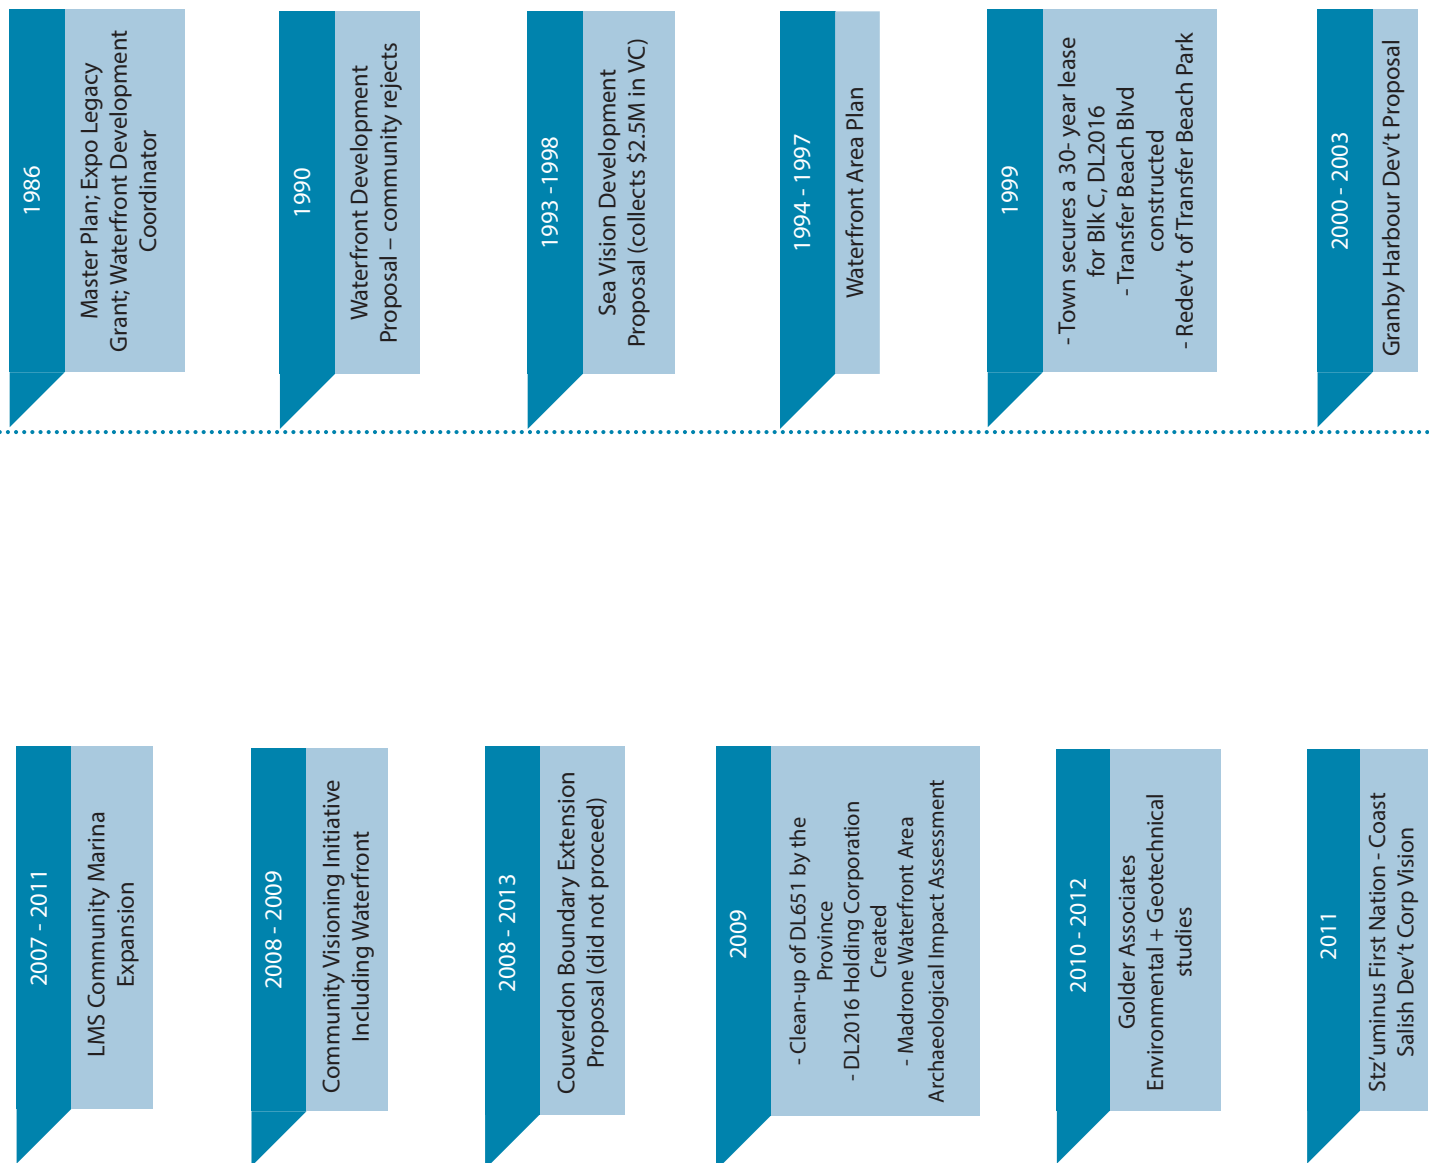 1986
Master Plan; Expo Legacy
Grant; Waterfront Development
Coordinator
1990
Waterfront Development
Proposal – community rejects
1993 -1998
Sea Vision Development
Proposal (collects $2.5M in VC)
1994 - 1997
Waterfront Area Plan
1999
- Town secures a 30- year lease
for Blk C, DL2016
- Transfer Beach Blvd
constructed
- Redev't of Transfer Beach Park
2000 - 2003
Granby Harbour Dev't Proposal
2007 - 2011
LMS Community Marina
Expansion
2008 - 2009
Community Visioning Initiative
Including Waterfront
2008 - 2013
Couverdon Boundary Extension
Proposal (did not proceed)
2009
- Clean-up of DL651 by the
Province
- DL2016 Holding Corporation
Created
- Madrone Waterfront Area
Archaeological Impact Assessment
2010 - 2012
Golder Associates
Environmental + Geotechnical
studies
2011
Stz'uminus First Nation - Coast
Salish Dev't Corp Vision